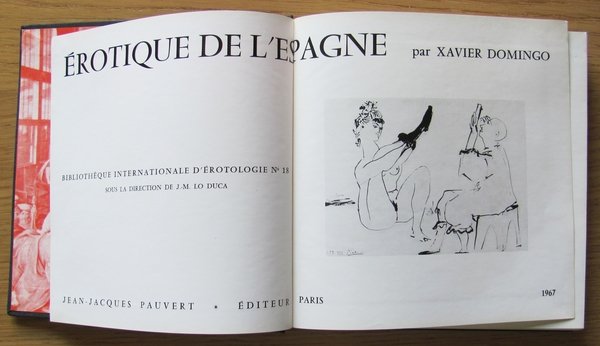 ÉROTIQUE DE L'ESPAGNE par XAVIER DOMINGO
BIBLIOTHÈQUE INTERNATIONALE D'ÉROTOLOGIE No 18
SOUS LA DIRECTION DE J.-M. LO DUCA
JEAN-JACQUES PAUVERT * ÉDITEUR PARIS 1967